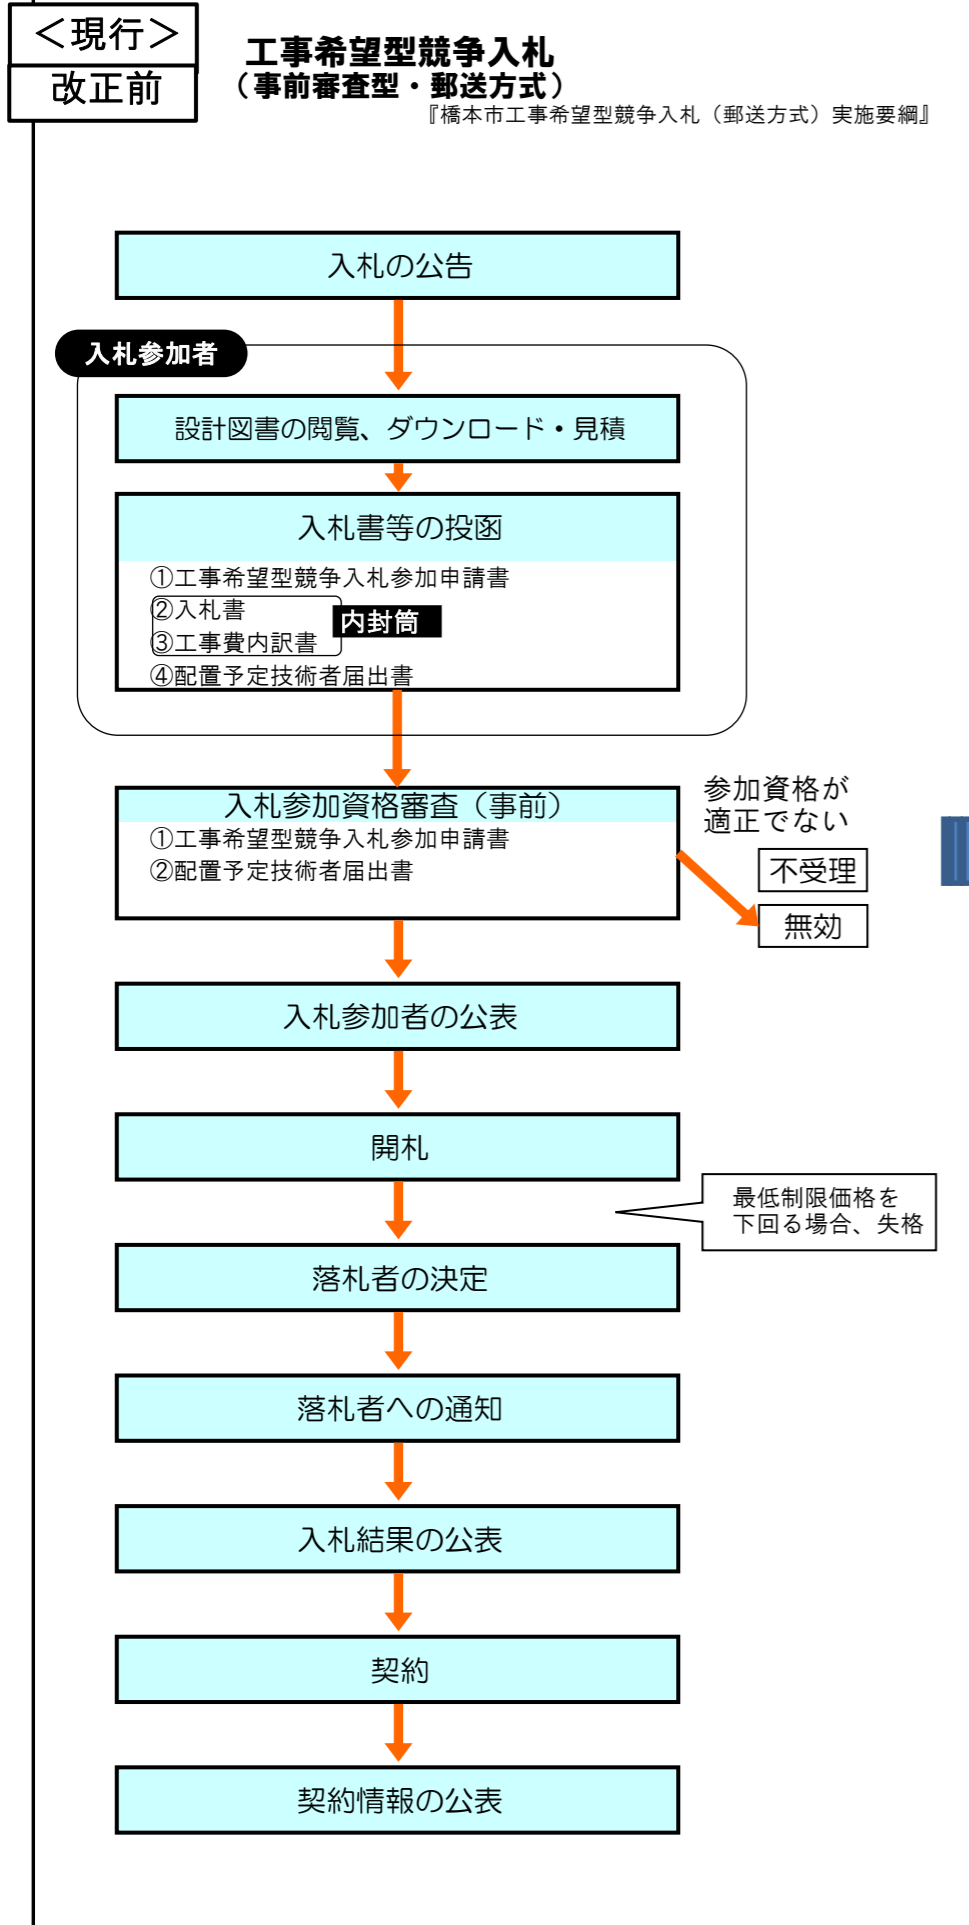 ＜現行＞
改正前
工事希望型競争入札
（事前審査型・郵送方式）
『橋本市工事希望型競争入札（郵送方式）実施要綱』
入札の公告
入札参加者
設計図書の閲覧、ダウンロード・見積
入札書等の投函
①工事希望型競争入札参加申請書
②入札書
内封筒
③工事費内訳書
④配置予定技術者届出書
入札参加資格審査（事前）
①工事希望型競争入札参加申請書
②配置予定技術者届出書
参加資格が
適正でない
不受理
無効
入札参加者の公表
開札
最低制限価格を
下回る場合、失格
落札者の決定
落札者への通知
入札結果の公表
契約
契約情報の公表